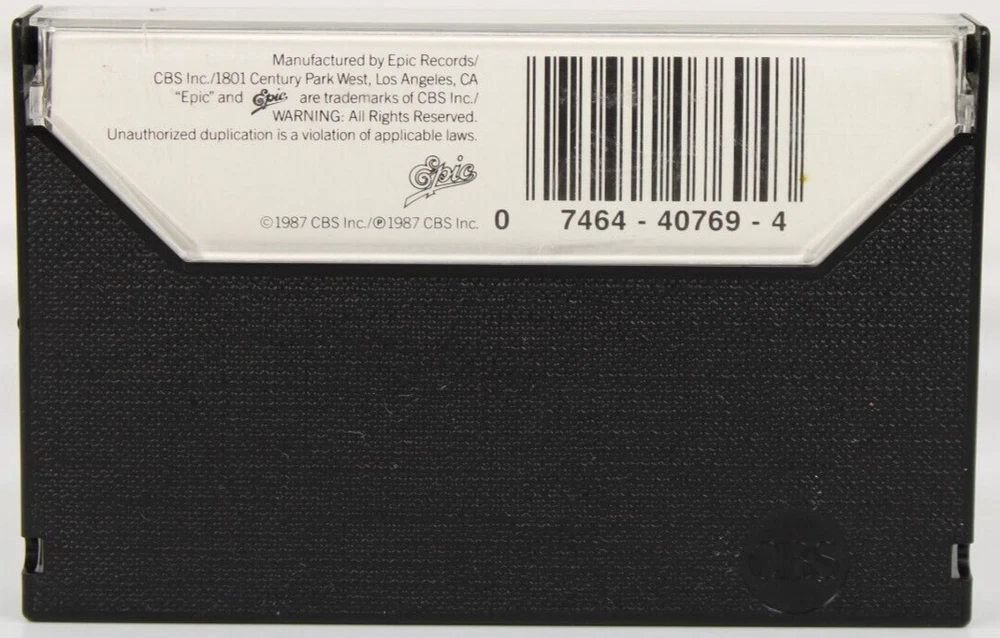 Manufactured by Epic Records/
CBS Inc./1801 Century Park West, Los Angeles, CA
"Epic" and Epic are trademarks of CBS Inc./
WARNING: All Rights Reserved.
Unauthorized duplication is a violation of applicable laws.
Epic
©1987 CBS Inc./℗1987 CBS Inc.
0 7464 - 40769 - 4
CBS